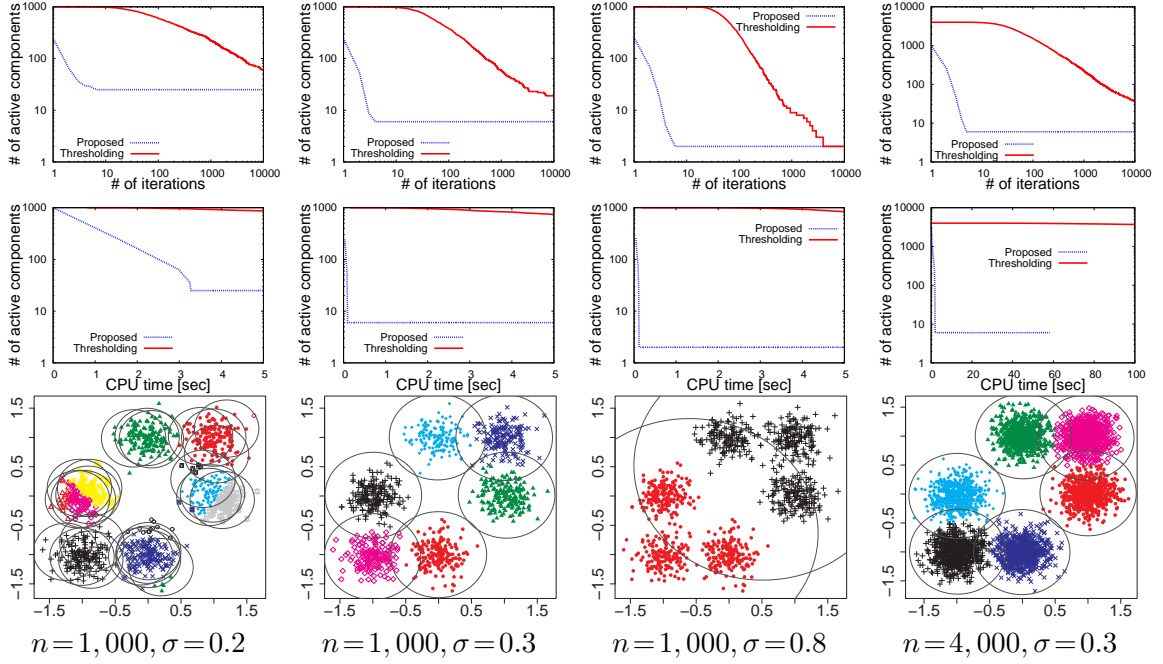 # of active components
1000
100
10
1
Proposed
Thresholding
1 10 100 1000 10000
# of iterations
# of active components
1000
100
10
1
Proposed
Thresholding
1 10 100 1000 10000
# of iterations
# of active components
1000
100
10
1
Proposed
Thresholding
1 10 100 1000 10000
# of iterations
# of active components
10000
1000
100
10
1
Proposed
Thresholding
1 10 100 1000 10000
# of iterations
# of active components
1000
100
10
1
Proposed
Thresholding
0 1 2 3 4 5
CPU time [sec]
# of active components
1000
100
10
1
Proposed
Thresholding
0 1 2 3 4 5
CPU time [sec]
# of active components
1000
100
10
1
Proposed
Thresholding
0 1 2 3 4 5
CPU time [sec]
# of active components
10000
1000
100
10
1
Proposed
Thresholding
0 20 40 60 80 100
CPU time [sec]
1.5
0.5
−0.5
−1.5
−1.5 −0.5 0.5 1.5
1.5
0.5
−0.5
−1.5
−1.5 −0.5 0.5 1.5
1.5
0.5
−0.5
−1.5
−1.5 −0.5 0.5 1.5
1.5
0.5
−0.5
−1.5
−1.5 −0.5 0.5 1.5
n=1,000, σ=0.2
n=1,000, σ=0.3
n=1,000, σ=0.8
n=4,000, σ=0.3